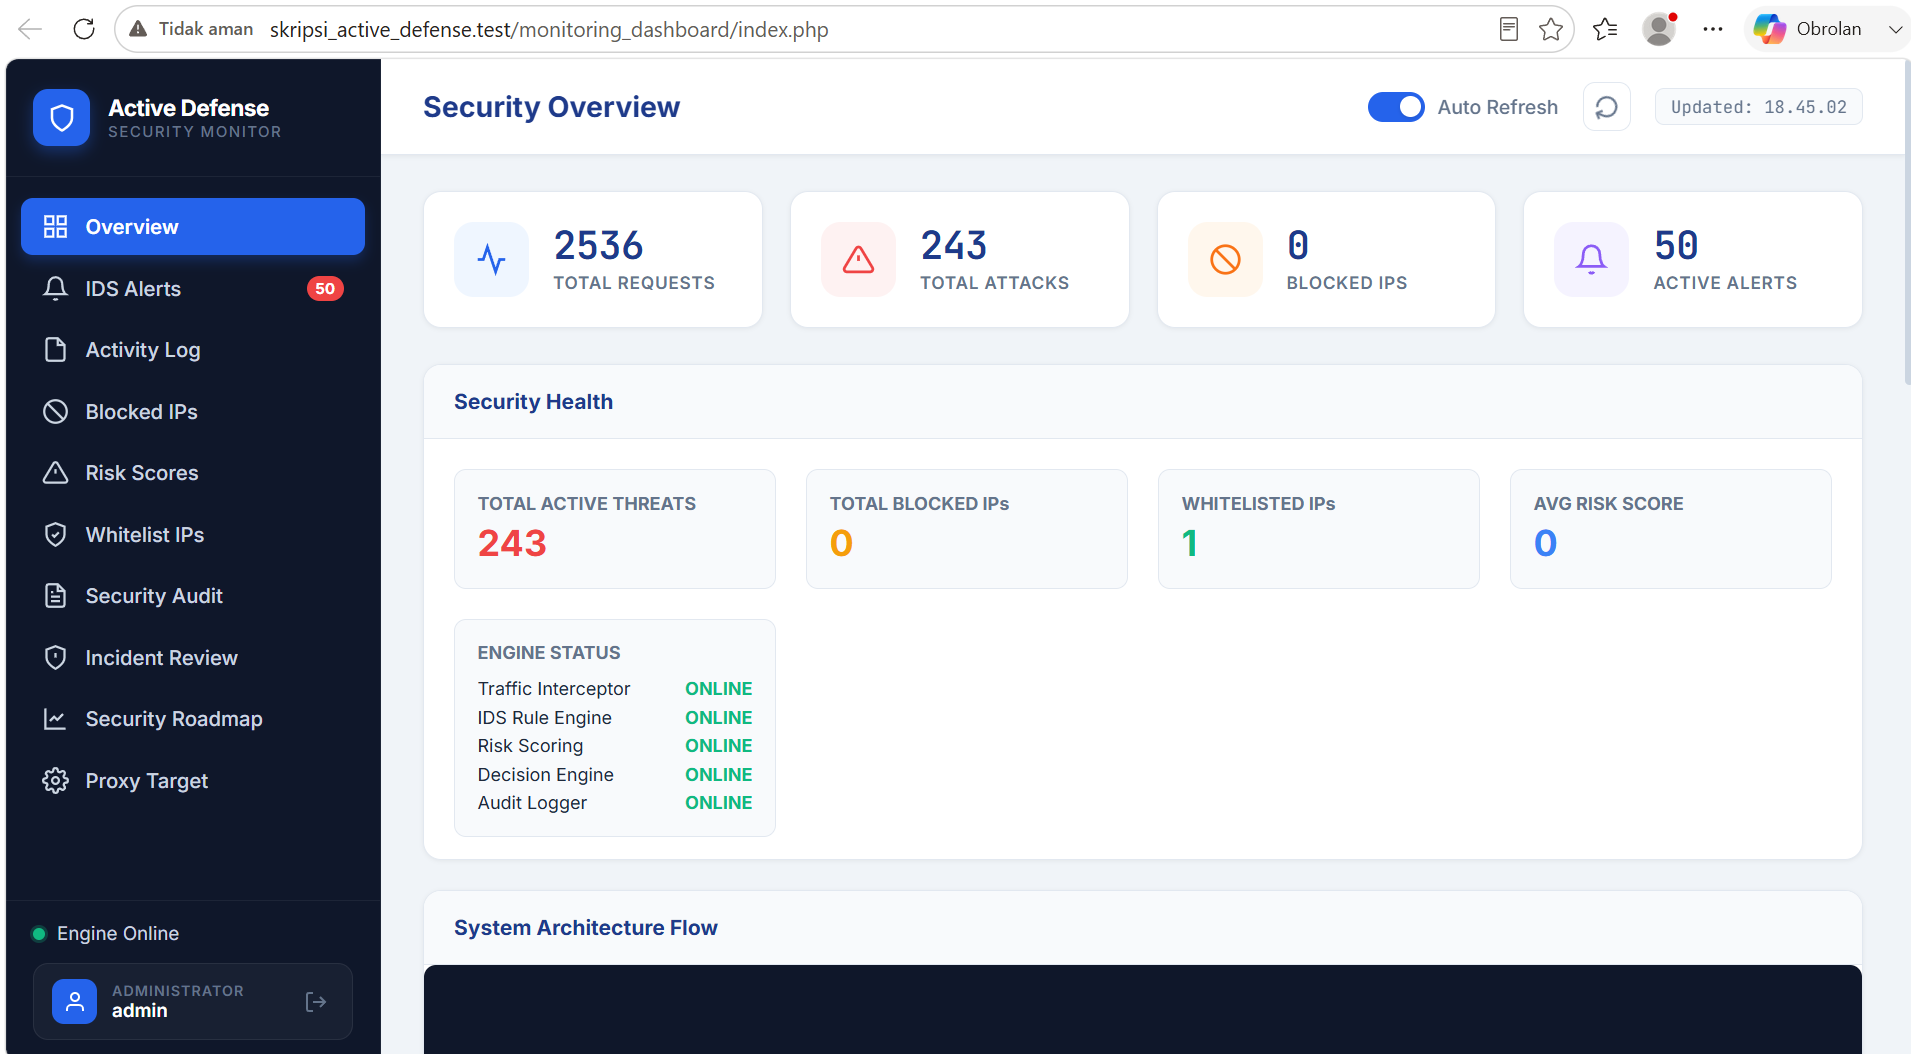 Tidak aman
skripsi_active_defense.test/monitoring_dashboard/index.php
Obrolan
Active Defense
SECURITY MONITOR
Overview
IDS Alerts
50
Activity Log
Blocked IPs
Risk Scores
Whitelist IPs
Security Audit
Incident Review
Security Roadmap
Proxy Target
Engine Online
ADMINISTRATOR
admin
Security Overview
Auto Refresh
Updated: 18.45.02
2536
TOTAL REQUESTS
243
TOTAL ATTACKS
0
BLOCKED IPS
50
ACTIVE ALERTS
Security Health
TOTAL ACTIVE THREATS
243
TOTAL BLOCKED IPs
0
WHITELISTED IPs
1
AVG RISK SCORE
0
ENGINE STATUS
Traffic Interceptor ONLINE
IDS Rule Engine ONLINE
Risk Scoring ONLINE
Decision Engine ONLINE
Audit Logger ONLINE
System Architecture Flow